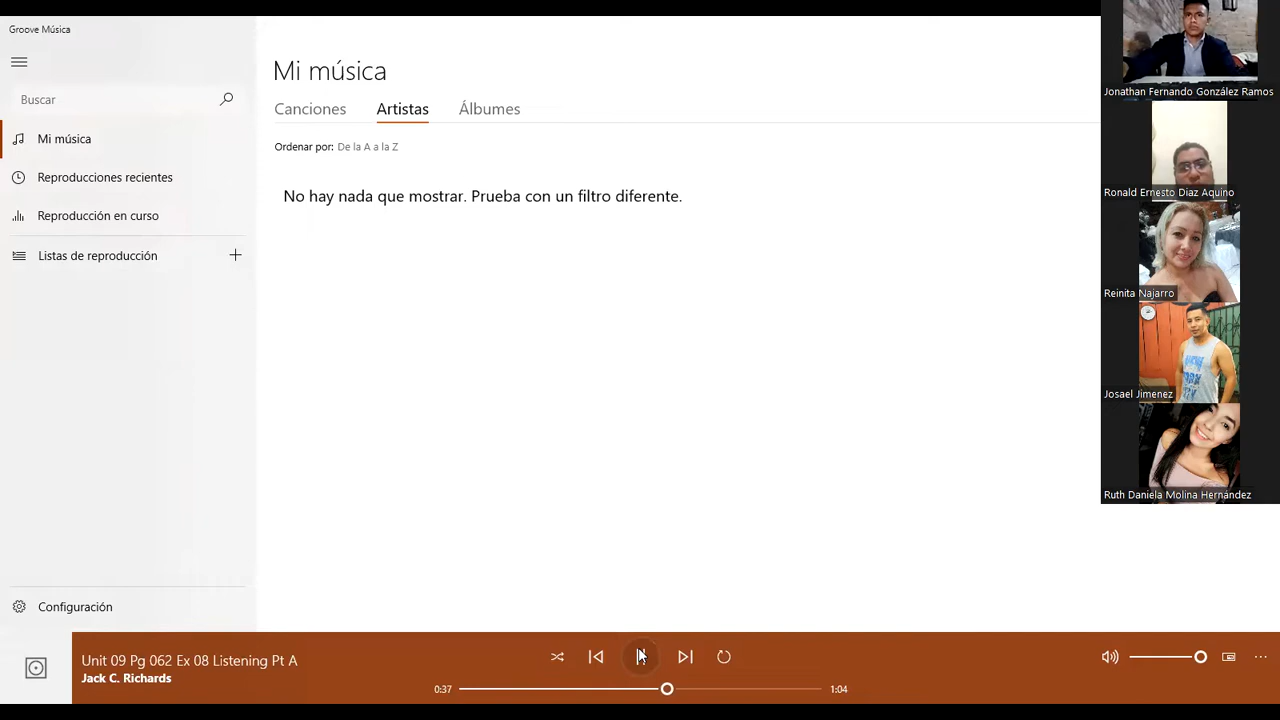 Groove Música
Buscar
Mi música
Reproducciones recientes
Reproducción en curso
Listas de reproducción
Configuración
Mi música
Canciones Artistas Álbumes
Ordenar por: De la A a la Z
No hay nada que mostrar. Prueba con un filtro diferente.
Jonathan Fernando González Ramos
Ronald Ernesto Diaz Aquino
Reinita Najarro
Josael Jimenez
Ruth Daniela Molina Hernández
Unit 09 Pg 062 Ex 08 Listening Pt A
Jack C. Richards
0:37
1:04